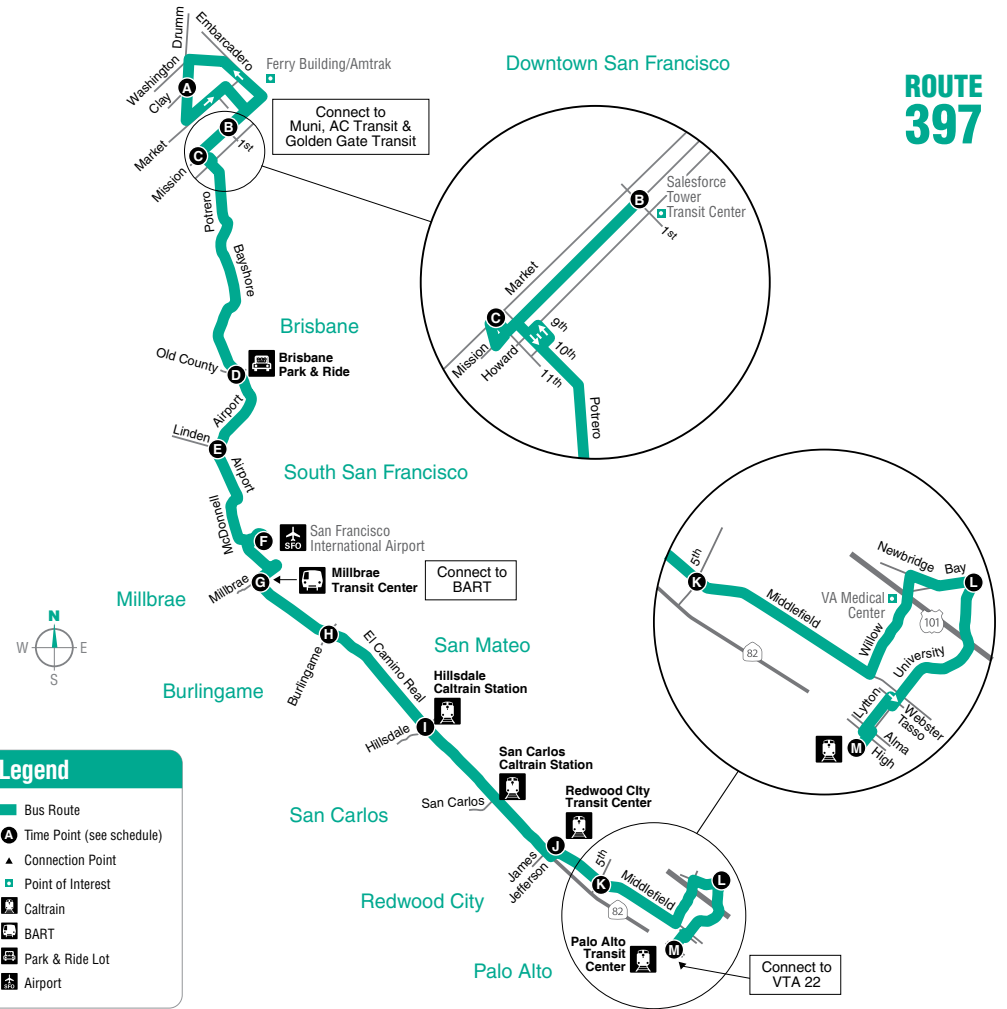 ROUTE
397
Downtown San Francisco
Drumm
Embarcadero
Washington
Clay
A
Ferry Building/Amtrak
Connect to
Muni, AC Transit &
Golden Gate Transit
B
1st
Market
C
Mission
Potrero
Bayshore
Salesforce
Tower
Transit Center
B
1st
Market
C
Mission
Howard
9th
10th
11th
Potrero
Brisbane
Old County
D
Brisbane
Park & Ride
Airport
Linden
E
Airport
South San Francisco
McDonnell
F
SFO
San Francisco
International Airport
Millbrae
G
Millbrae
Transit Center
Connect to
BART
Millbrae
N
W
E
S
H
Burlingame
El Camino Real
San Mateo
Burlingame
Hillsdale
Caltrain Station
Hillsdale
I
San Carlos
Caltrain Station
San Carlos
San Carlos
Redwood CIty
Transit Center
J
James
Jefferson
5th
K
Middlefield
L
82
Redwood City
Palo Alto
Transit
Center
M
Palo Alto
Connect to
VTA 22
5th
K
Middlefield
Newbridge
Bay
L
VA Medical
Center
101
82
Willow
University
Lytton
Webster
Tasso
Alma
High
M
Legend
Bus Route
A Time Point (see schedule)
Connection Point
Point of Interest
Caltrain
BART
Park & Ride Lot
SFO Airport